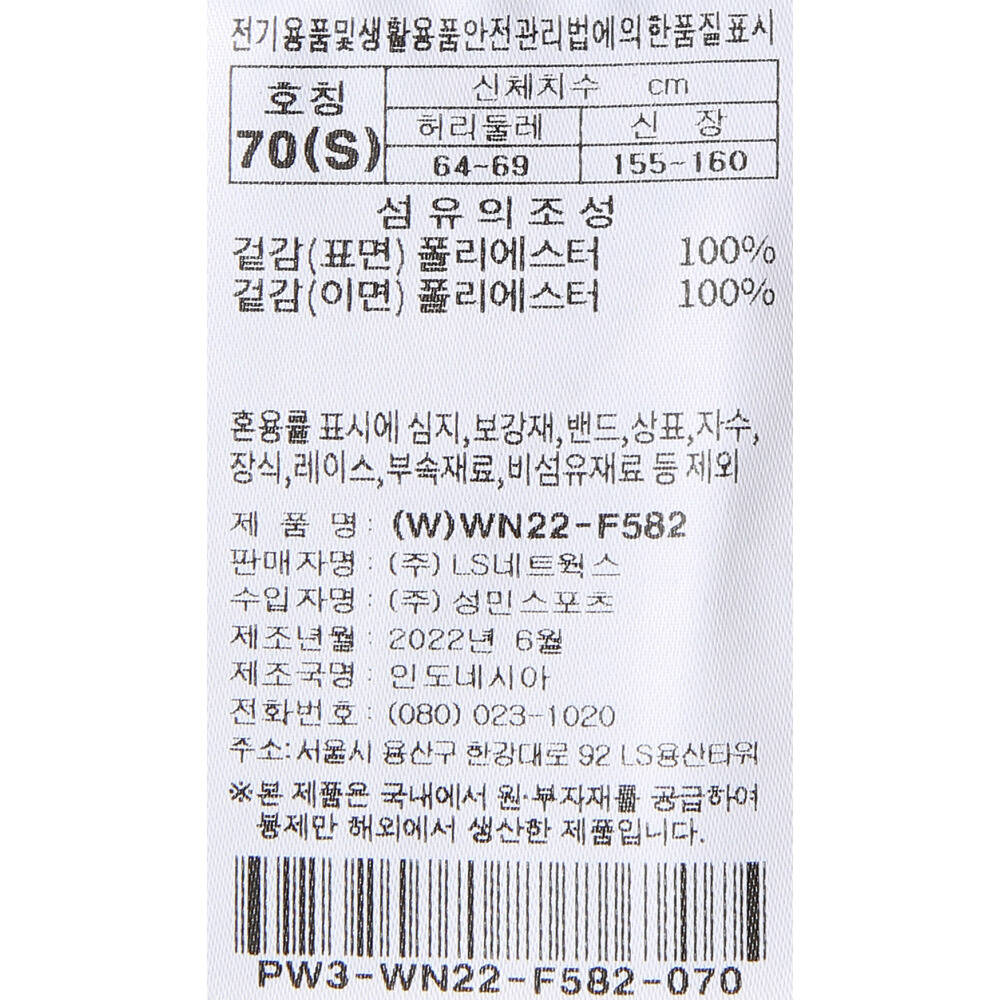 전기용품및생활용품안전관리법에의한품질표시
호칭 신체치수 cm
70(S) 허리둘레 신 장
64~69 155~160
섬유의조성
겉감(표면) 폴리에스터 100%
겉감(이면) 폴리에스터 100%
혼용률 표시에 심지,보강재,밴드,상표,자수,
장식,레이스,부속재료,비섬유재료 등 제외
제 품 명 : (W)WN22-F582
판매자명 : (주) LS네트웍스
수입자명 : (주) 성민스포츠
제조년월 : 2022년 6월
제조국명 : 인도네시아
전화번호 : (080) 023-1020
주소: 서울시 용산구 한강대로 92 LS용산타워
※본 제품은 국내에서 원·부자재를 공급하여
봉제만 해외에서 생산한 제품입니다.
PW3-WN22-F582-070